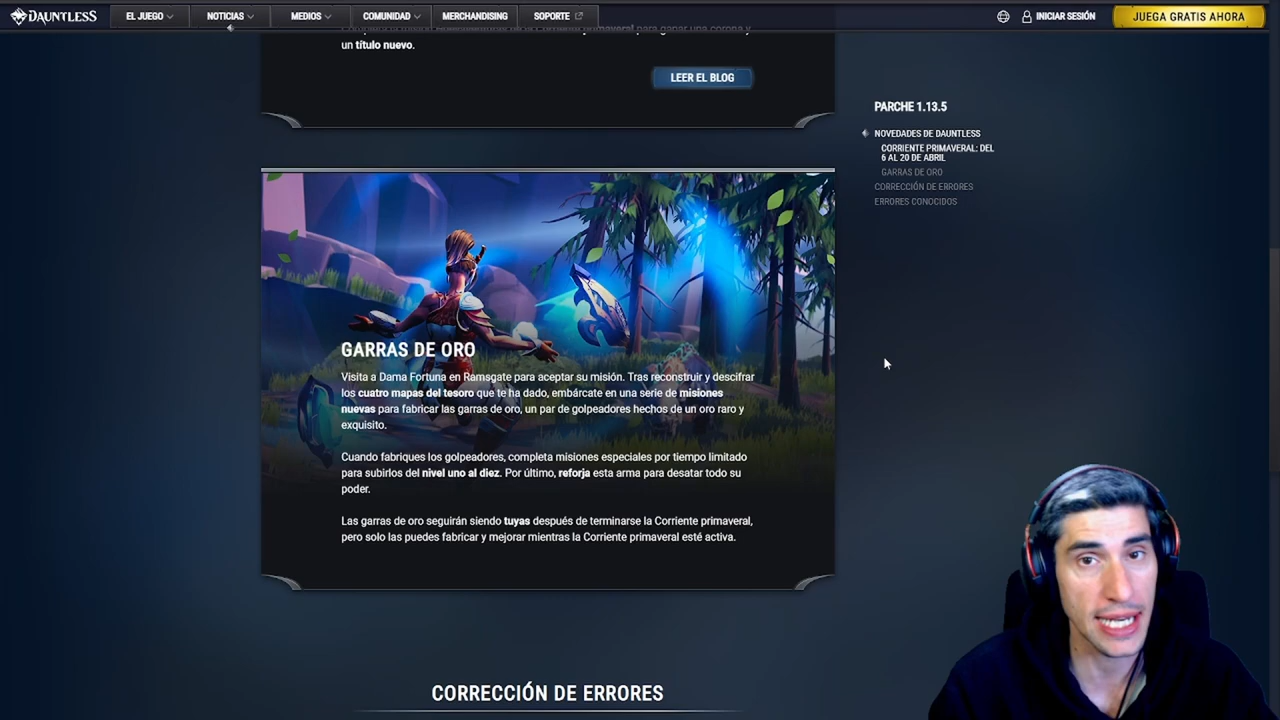 DAUNTLESS
EL JUEGO
NOTICIAS
MEDIOS
COMUNIDAD
MERCHANDISING
SOPORTE
INICIAR SESIÓN
JUEGA GRATIS AHORA
para ganar una corona y
un título nuevo.
LEER EL BLOG
GARRAS DE ORO
Visita a Dama Fortuna en Ramsgate para aceptar su misión. Tras reconstruir y descifrar
los cuatro mapas del tesoro que te ha dado, embárcate en una serie de misiones
nuevas para fabricar las garras de oro, un par de golpeadores hechos de un oro raro y
exquisito.
Cuando fabriques los golpeadores, completa misiones especiales por tiempo limitado
para subirlos del nivel uno al diez. Por último, reforja esta arma para desatar todo su
poder.
Las garras de oro seguirán siendo tuyas después de terminarse la Corriente primaveral,
pero solo las puedes fabricar y mejorar mientras la Corriente primaveral esté activa.
CORRECCIÓN DE ERRORES
PARCHE 1.13.5
NOVEDADES DE DAUNTLESS
CORRIENTE PRIMAVERAL: DEL
6 AL 20 DE ABRIL
GARRAS DE ORO
CORRECCIÓN DE ERRORES
ERRORES CONOCIDOS